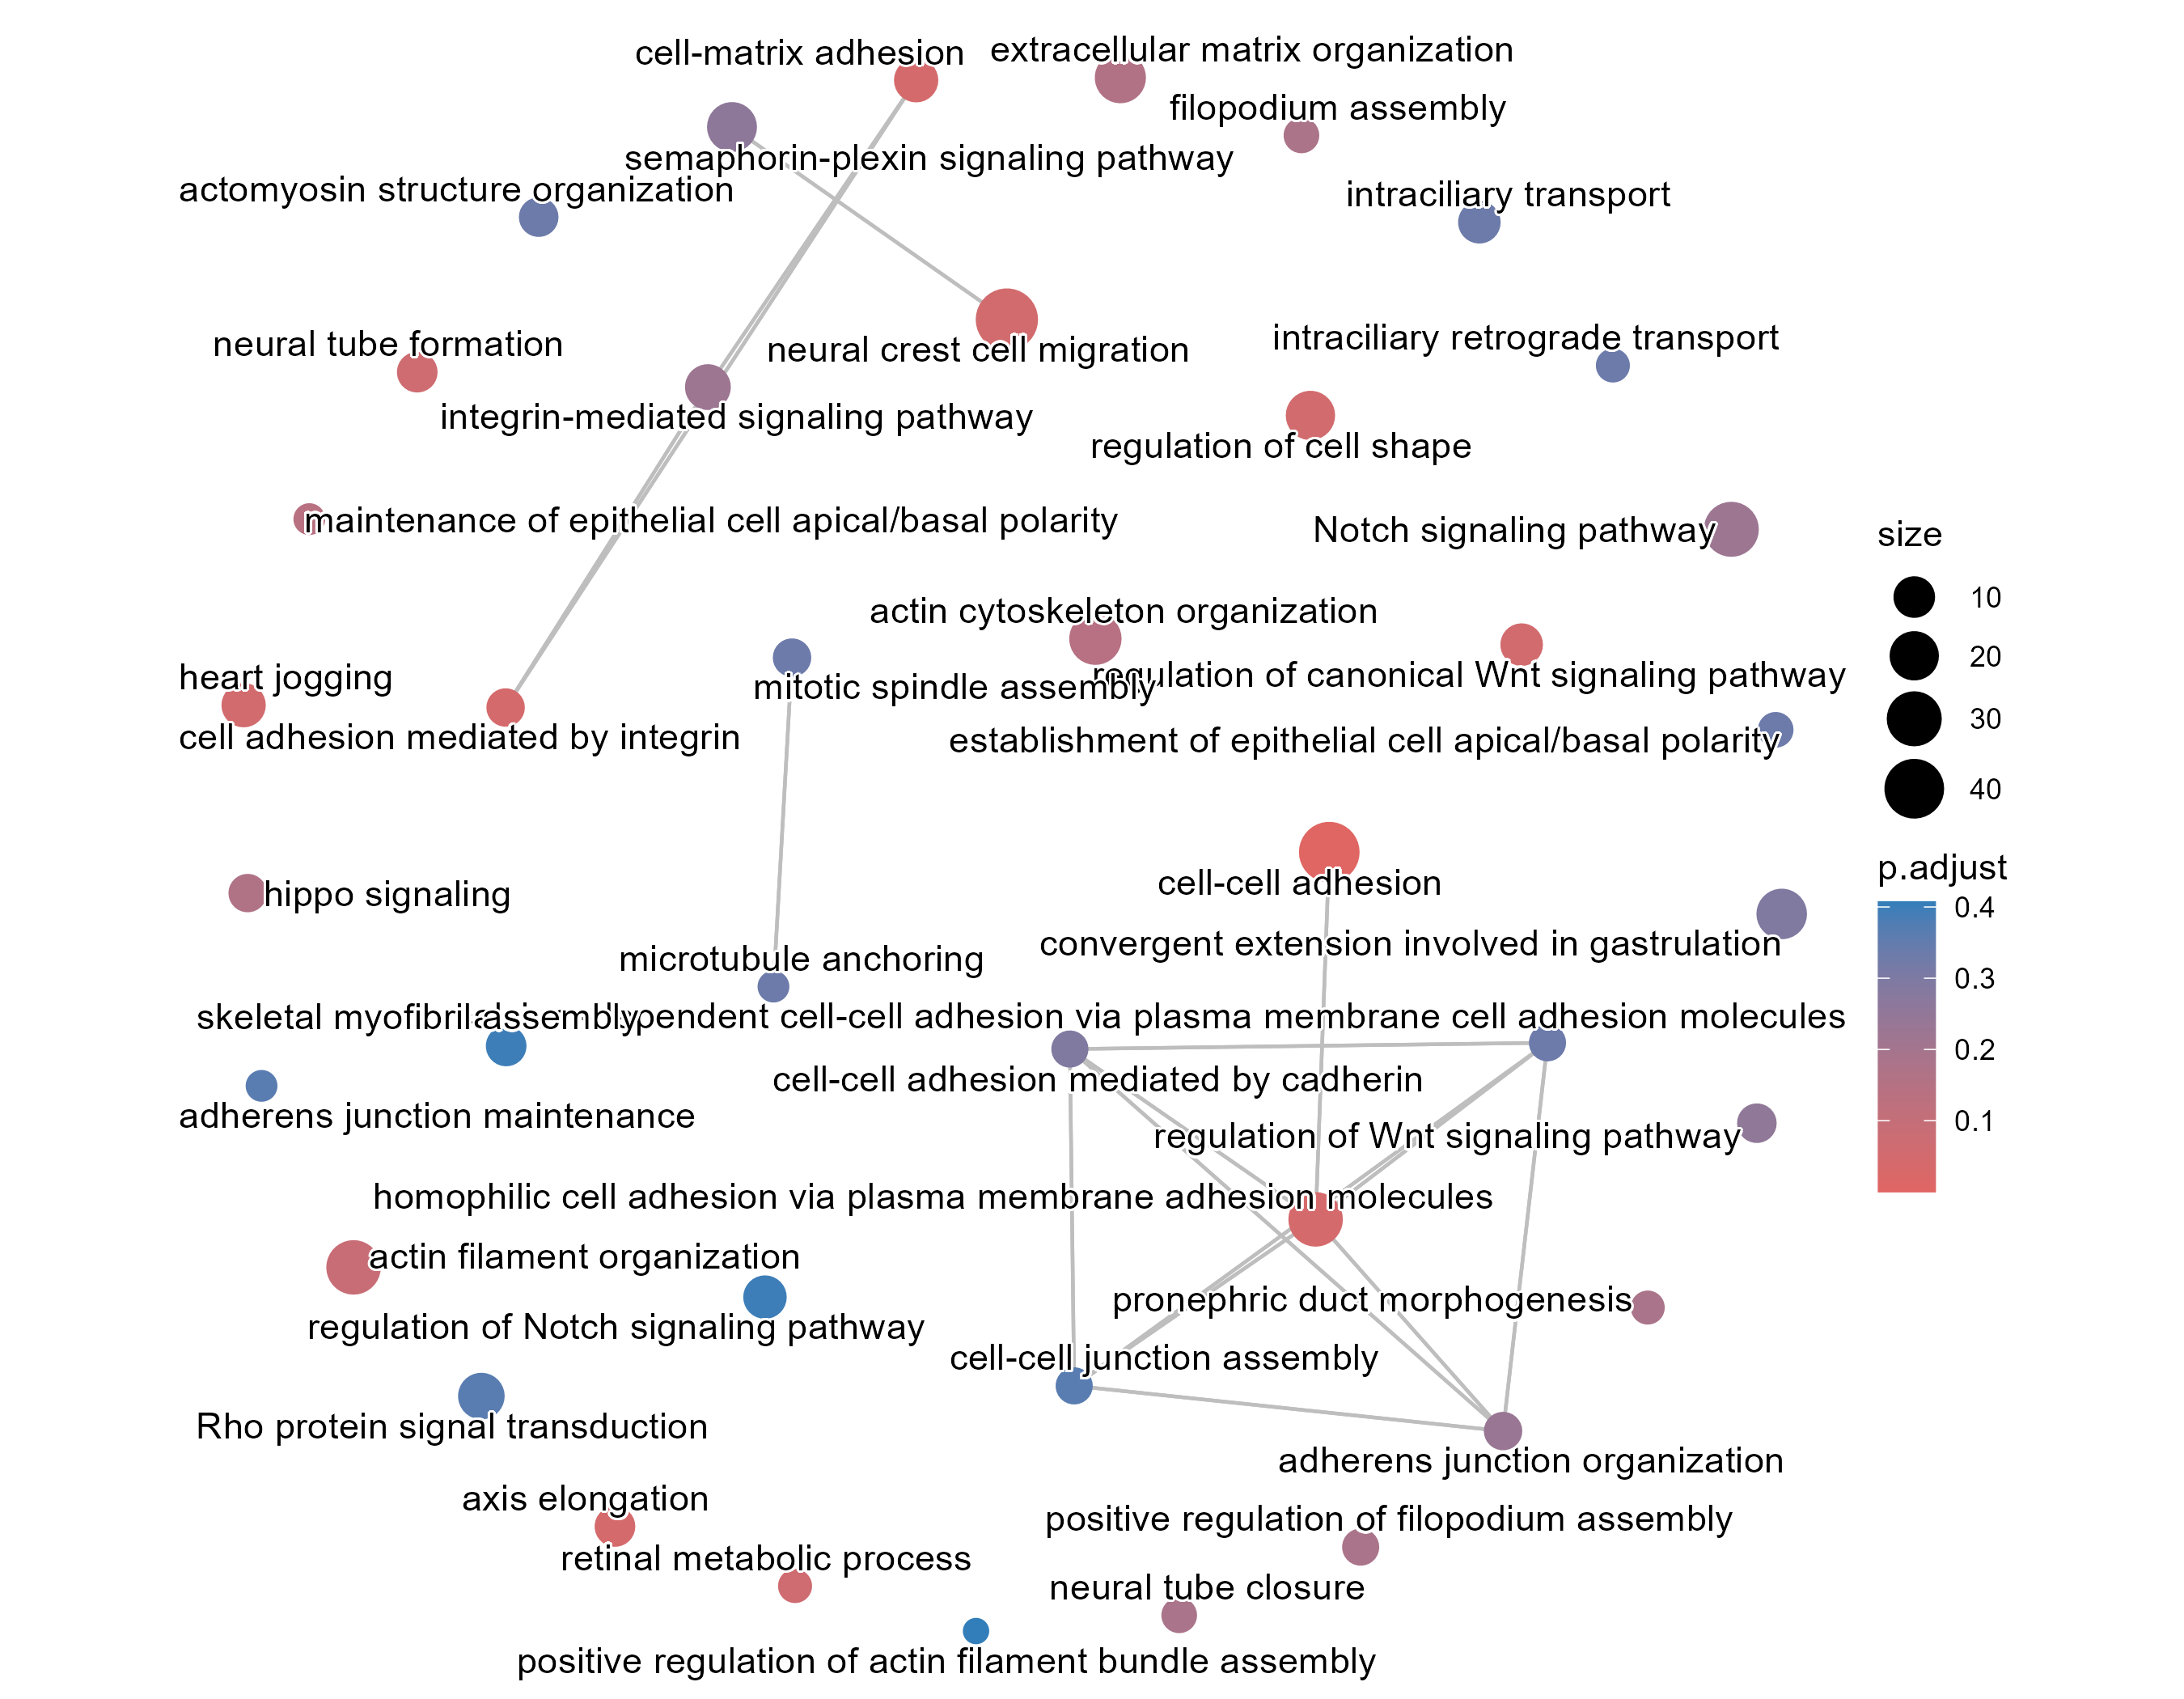 cell-matrix adhesion
extracellular matrix organization
filopodium assembly
semaphorin-plexin signaling pathway
actomyosin structure organization
intraciliary transport
neural tube formation
neural crest cell migration
intraciliary retrograde transport
integrin-mediated signaling pathway
regulation of cell shape
maintenance of epithelial cell apical/basal polarity
Notch signaling pathway
size
10
20
30
40
actin cytoskeleton organization
regulation of canonical Wnt signaling pathway
mitotic spindle assembly
heart jogging
cell adhesion mediated by integrin
establishment of epithelial cell apical/basal polarity
p.adjust
0.4
0.3
0.2
0.1
cell-cell adhesion
hippo signaling
convergent extension involved in gastrulation
microtubule anchoring
skeletal myofibril assembly
cell-cell adhesion via plasma membrane cell adhesion molecules
cell-cell adhesion mediated by cadherin
adherens junction maintenance
regulation of Wnt signaling pathway
homophilic cell adhesion via plasma membrane adhesion molecules
actin filament organization
pronephric duct morphogenesis
regulation of Notch signaling pathway
cell-cell junction assembly
Rho protein signal transduction
adherens junction organization
axis elongation
positive regulation of filopodium assembly
retinal metabolic process
neural tube closure
positive regulation of actin filament bundle assembly